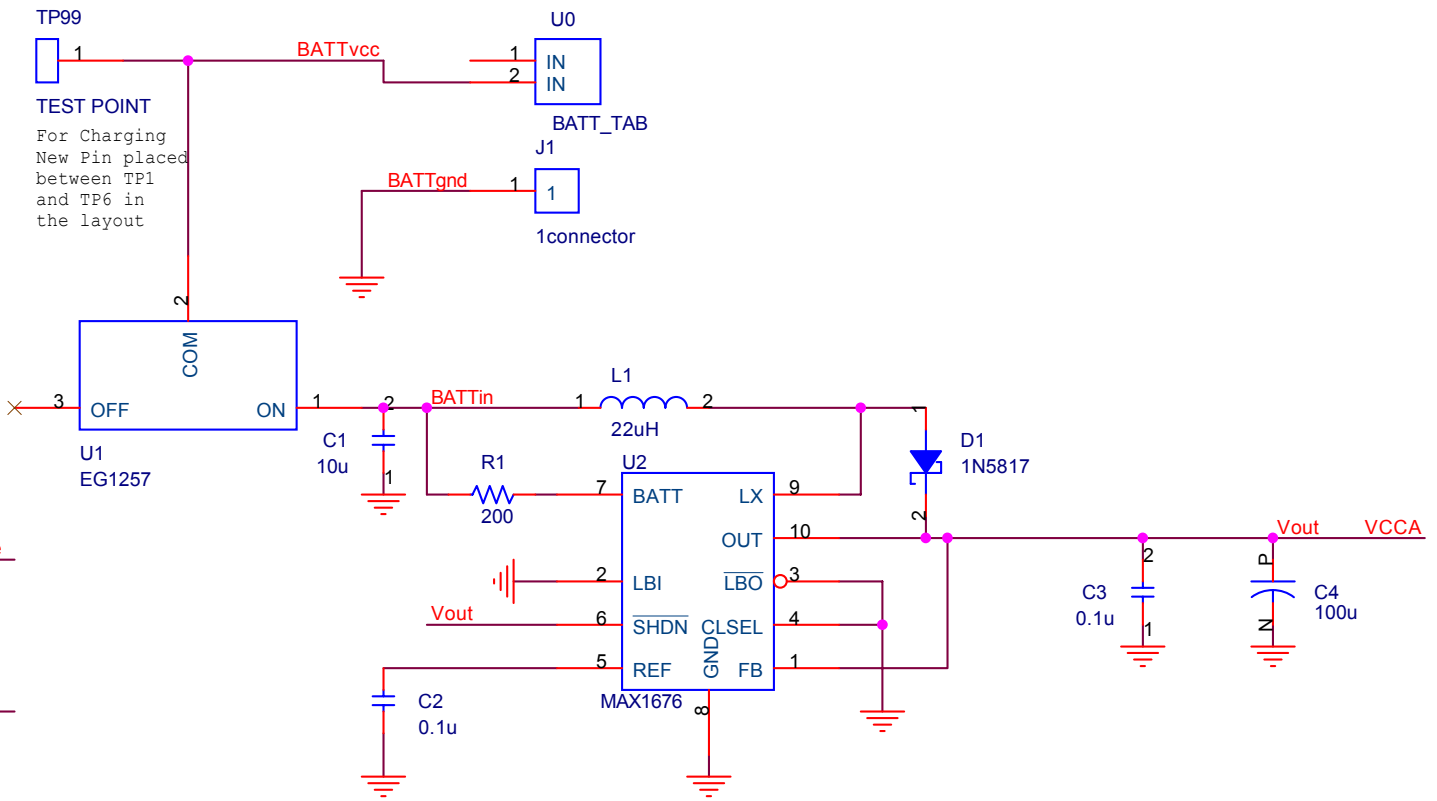 TP99
1
BATTvcc
U0
1
IN
2
IN
BATT_TAB
TEST POINT
For Charging
New Pin placed
between TP1
and TP6 in
the layout
J1
BATTgnd
1
1
1connector
2
COM
3
OFF
ON
1
U1
EG1257
2
BATTin
C1
10u
1
1
L1
2
22uH
R1
200
U2
7
BATT
LX
9
1
D1
1N5817
2
OUT
10
Vout
VCCA
2
LBI
LBO
3
Vout
6
SHDN
CLSEL
4
5
REF
GND
FB
1
MAX1676
8
C2
0.1u
2
C3
0.1u
1
P
C4
100u
N